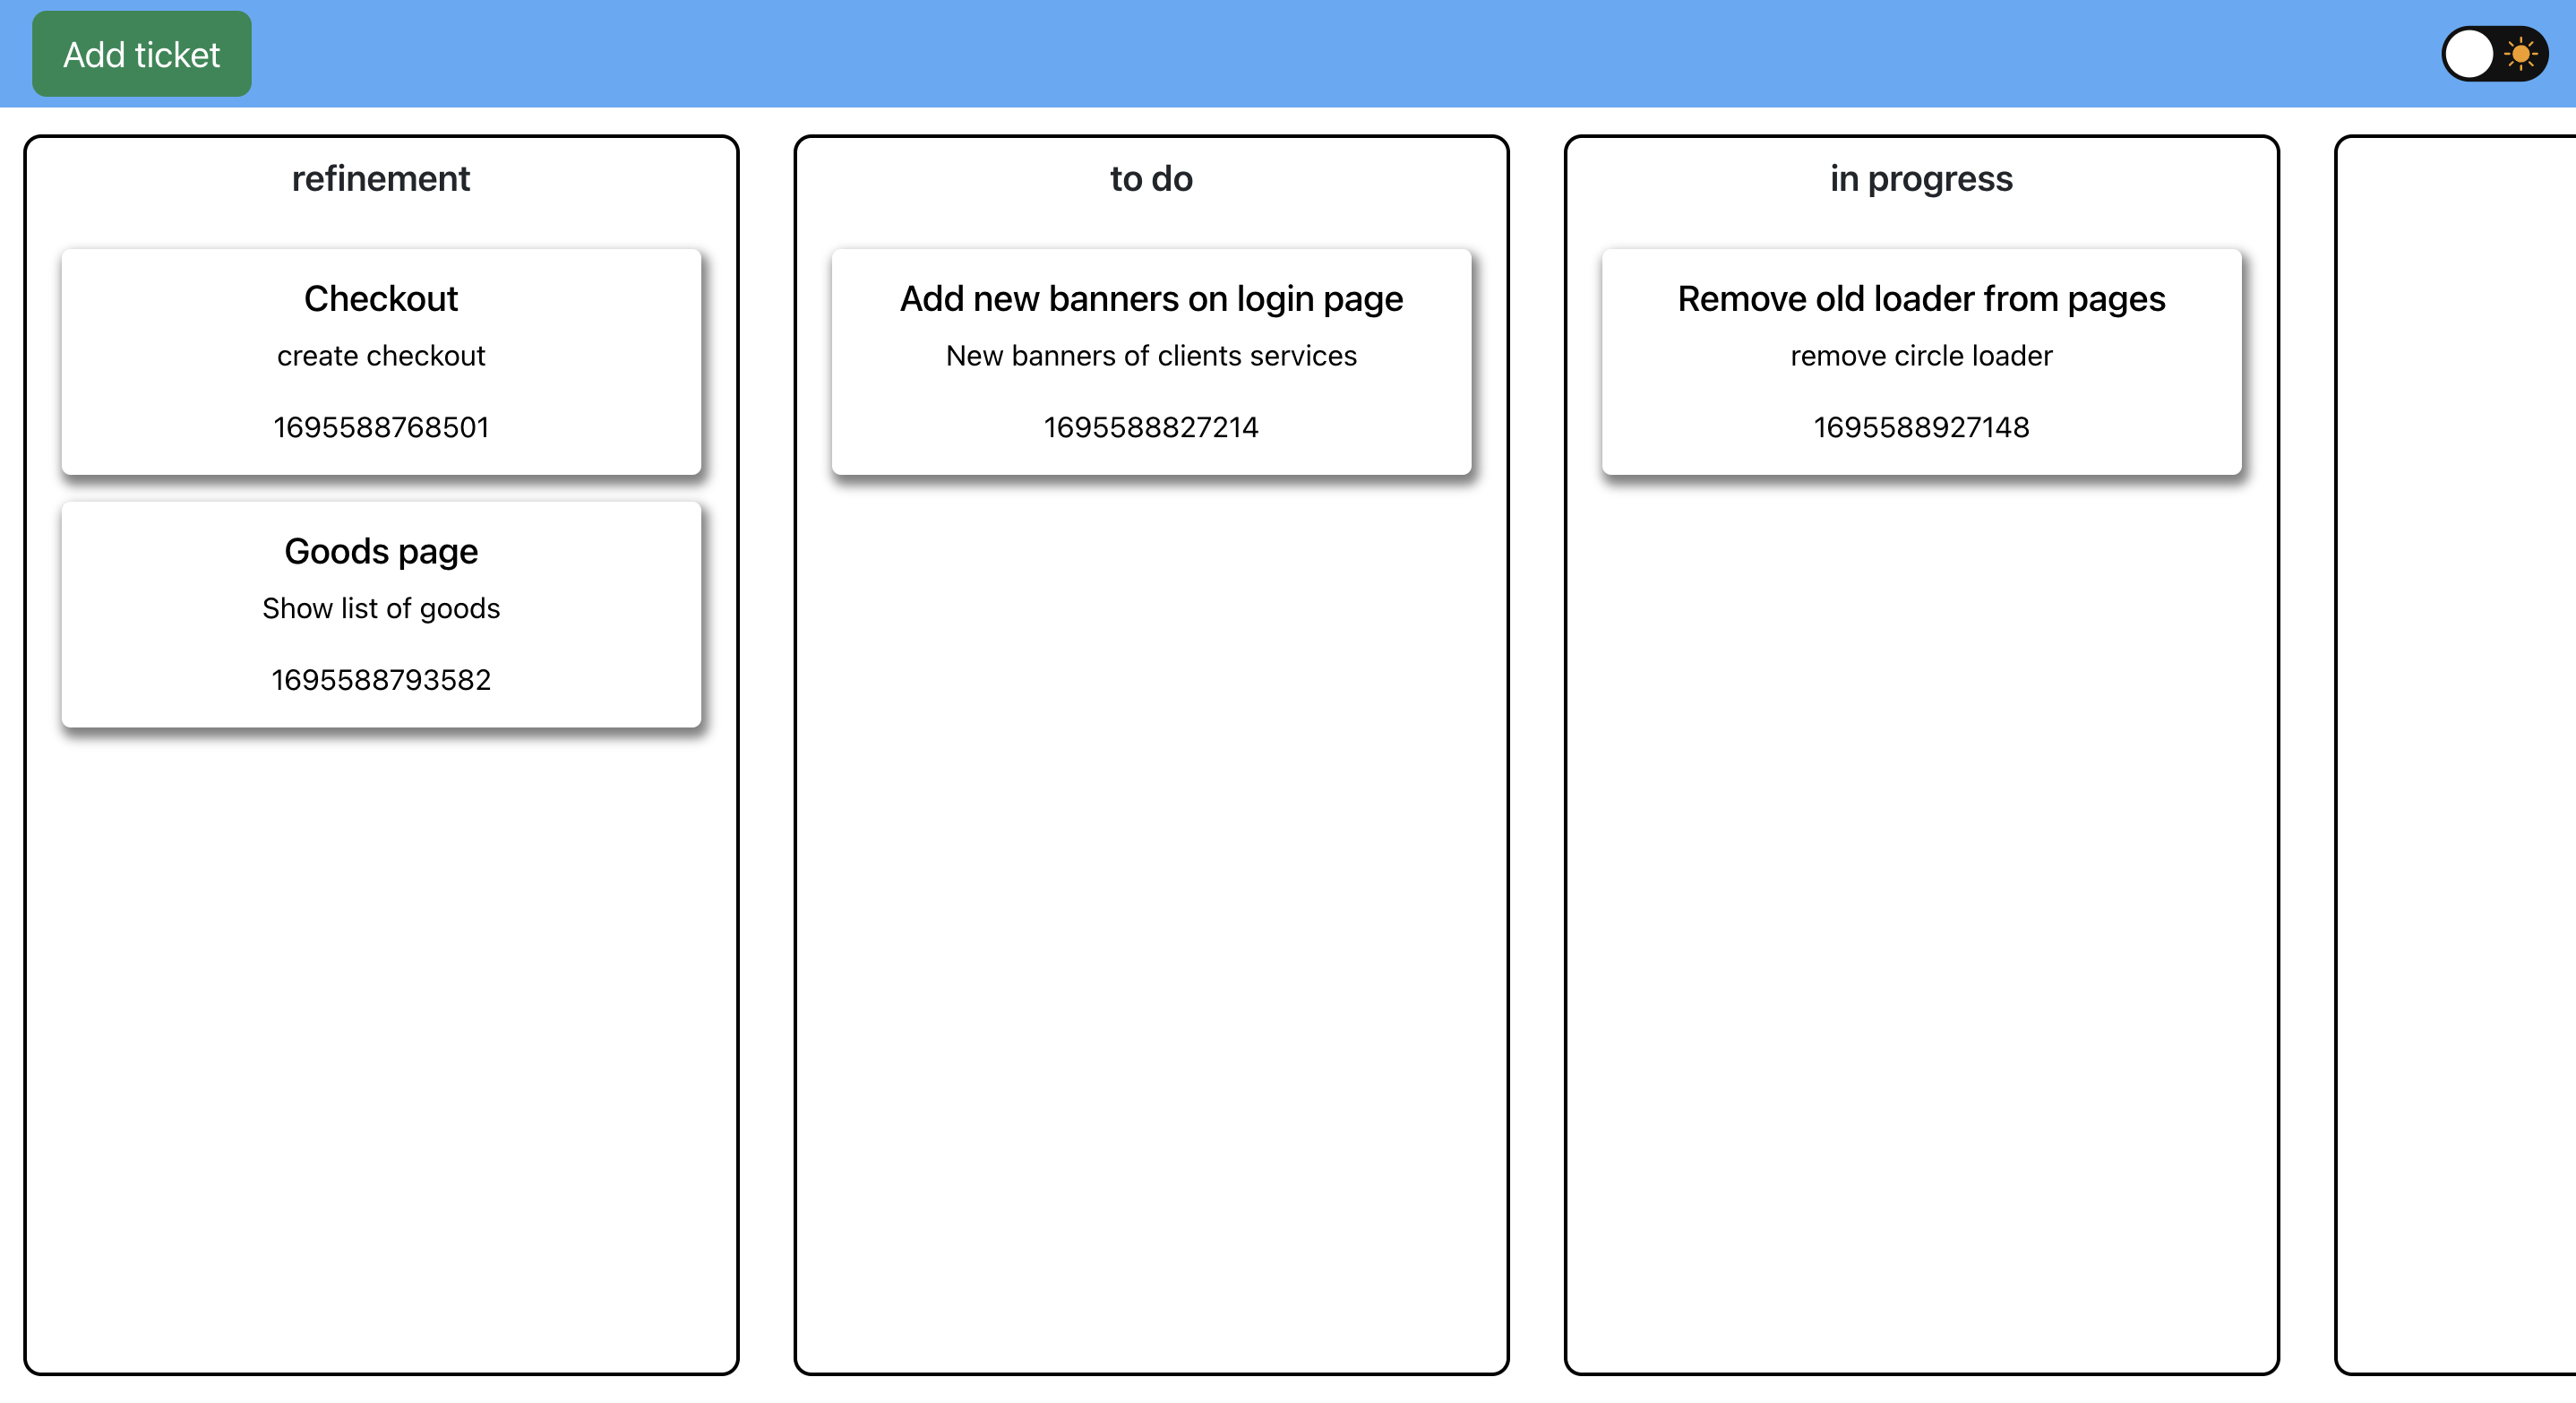 Add ticket
refinement
Checkout
create checkout
1695588768501
Goods page
Show list of goods
1695588793582
to do
Add new banners on login page
New banners of clients services
1695588827214
in progress
Remove old loader from pages
remove circle loader
1695588927148